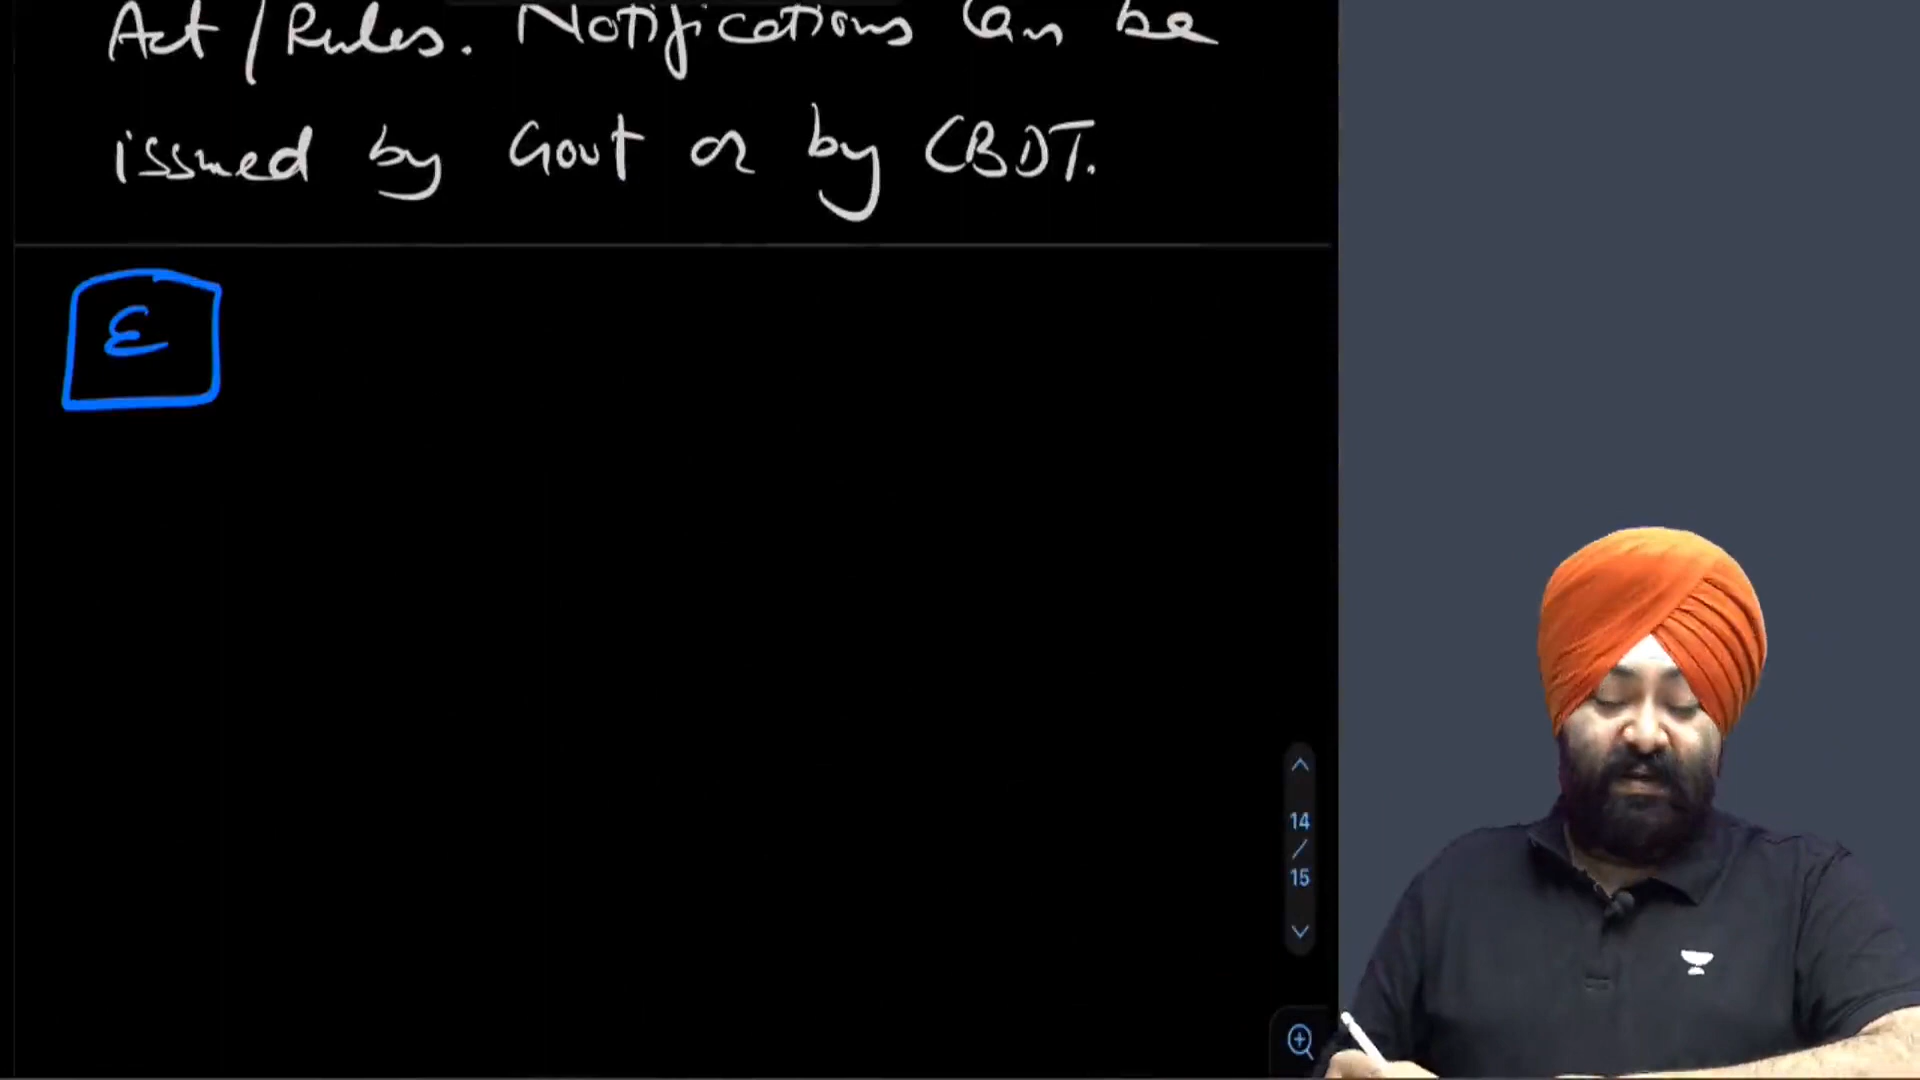 Act / Rules. Notifications can be
issued by Govt or by CBDT.
E
14
/
15